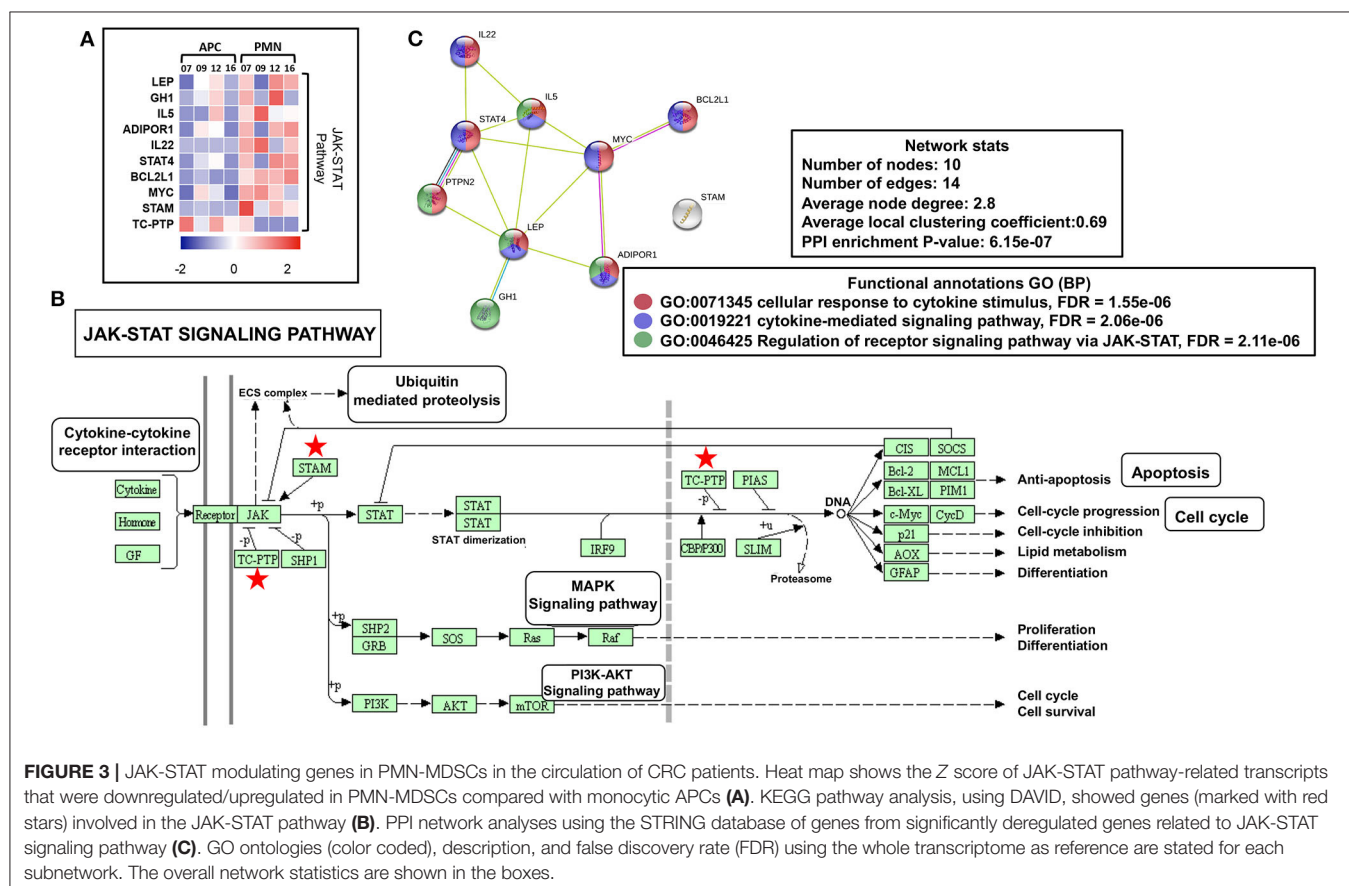 A
APC PMN
07 09 12 16 07 09 12 16
LEP
GH1
IL5
ADIPOR1
IL22
STAT4
BCL2L1
MYC
STAM
TC-PTP
JAK-STAT
Pathway
-2 0 2
C
IL22
IL5
BCL2L1
STAT4
MYC
PTPN2
STAM
LEP
ADIPOR1
GH1
Network stats
Number of nodes: 10
Number of edges: 14
Average node degree: 2.8
Average local clustering coefficient:0.69
PPI enrichment P-value: 6.15e-07
Functional annotations GO (BP)
GO:0071345 cellular response to cytokine stimulus, FDR = 1.55e-06
GO:0019221 cytokine-mediated signaling pathway, FDR = 2.06e-06
GO:0046425 Regulation of receptor signaling pathway via JAK-STAT, FDR = 2.11e-06
B
JAK-STAT SIGNALING PATHWAY
ECS complex
Ubiquitin
mediated proteolysis
Cytokine-cytokine
receptor interaction
Cytokine
Hormone
GF
Receptor
JAK
STAM
+p
-p
-p
TC-PTP
SHP1
STAT
STAT
STAT
STAT dimerization
IRF9
TC-PTP
PIAS
-p
CBP/P300
+u
SLIM
Proteasome
DNA
CIS
SOCS
Bcl-2
MCL1
Bcl-XL
PIM1
c-Myc
CycD
p21
AOX
GFAP
Anti-apoptosis
Apoptosis
Cell-cycle progression
Cell cycle
Cell-cycle inhibition
Lipid metabolism
Differentiation
MAPK
Signaling pathway
+p
SHP2
GRB
SOS
Ras
Raf
Proliferation
Differentiation
PI3K-AKT
Signaling pathway
+p
PI3K
AKT
mTOR
Cell cycle
Cell survival
FIGURE 3 | JAK-STAT modulating genes in PMN-MDSCs in the circulation of CRC patients. Heat map shows the Z score of JAK-STAT pathway-related transcripts
that were downregulated/upregulated in PMN-MDSCs compared with monocytic APCs (A). KEGG pathway analysis, using DAVID, showed genes (marked with red
stars) involved in the JAK-STAT pathway (B). PPI network analyses using the STRING database of genes from significantly deregulated genes related to JAK-STAT
signaling pathway (C). GO ontologies (color coded), description, and false discovery rate (FDR) using the whole transcriptome as reference are stated for each
subnetwork. The overall network statistics are shown in the boxes.